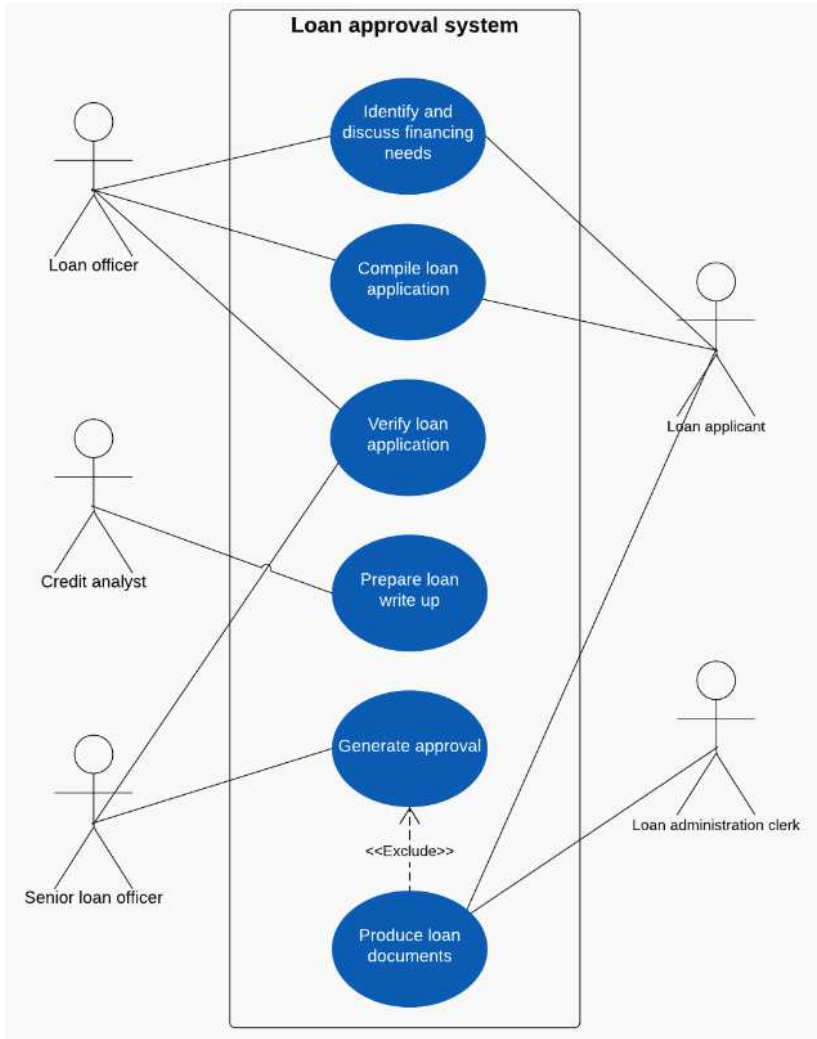 Loan approval system
Identify and
discuss financing
needs
Loan officer
Compile loan
application
Loan applicant
Verify loan
application
Credit analyst
Prepare loan
write up
Generate approval
Loan administration clerk
<<Exclude>>
Senior loan officer
Produce loan
documents